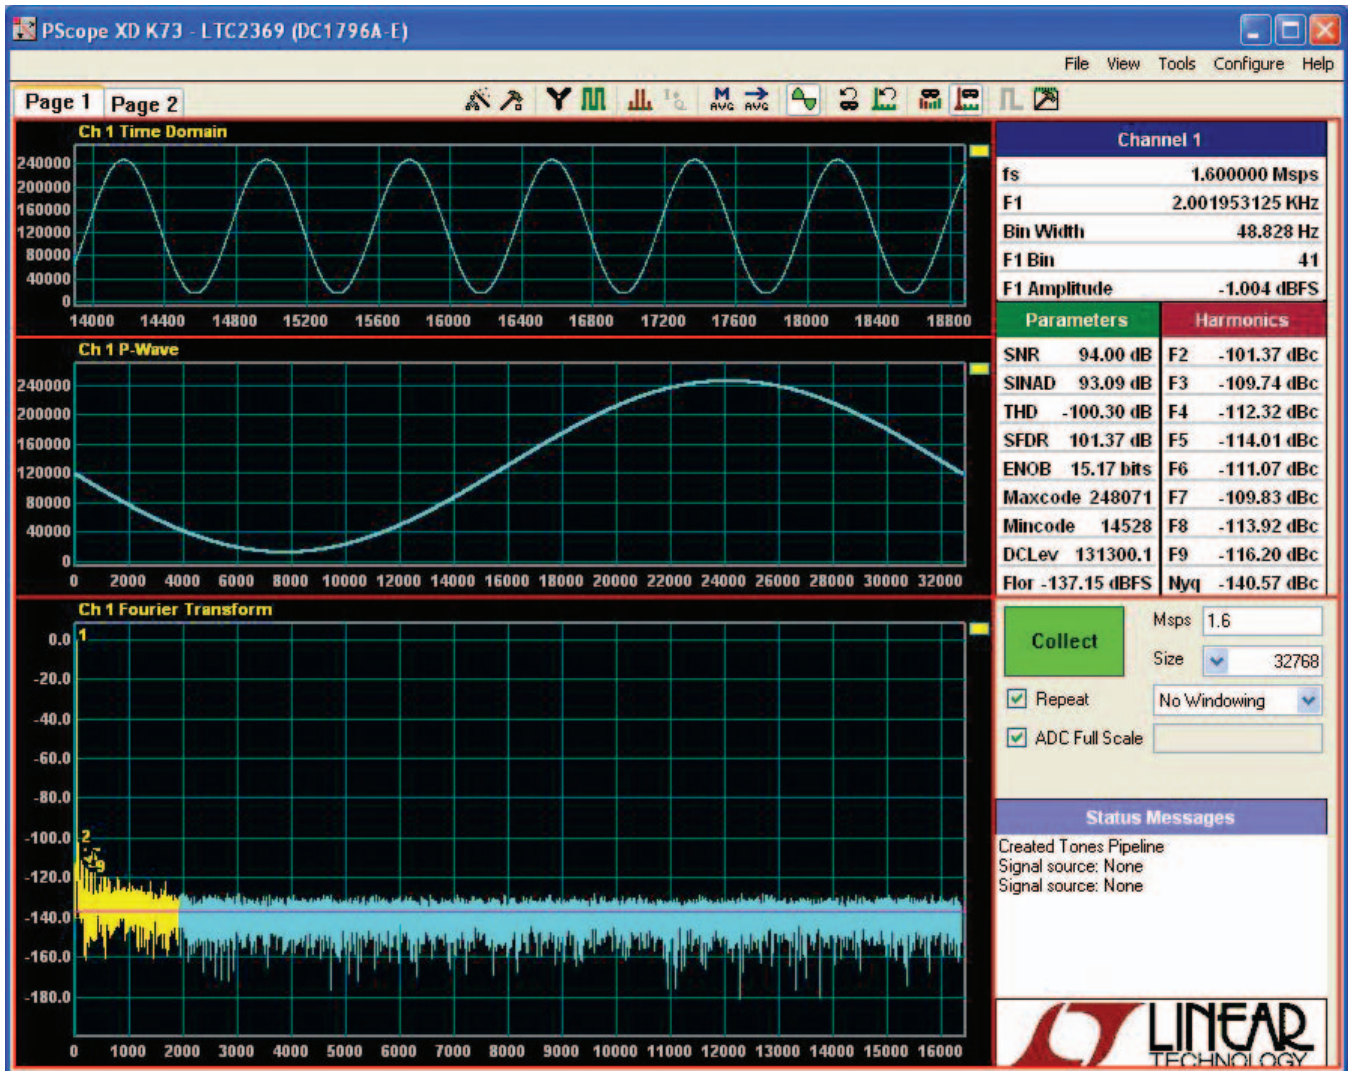 PScope XD K73 - LTC2369 (DC1796A-E)
File View Tools Configure Help
Page 1 Page 2
M AVG AVG
Ch 1 Time Domain
240000
200000
160000
120000
80000
40000
0
14000 14400 14800 15200 15600 16000 16400 16800 17200 17600 18000 18400 18800
Ch 1 P-Wave
240000
200000
160000
120000
80000
40000
0
0 2000 4000 6000 8000 10000 12000 14000 16000 18000 20000 22000 24000 26000 28000 30000 32000
Ch 1 Fourier Transform
1
2
9
0.0
-20.0
-40.0
-60.0
-80.0
-100.0
-120.0
-140.0
-160.0
-180.0
0 1000 2000 3000 4000 5000 6000 7000 8000 9000 10000 11000 12000 13000 14000 15000 16000
Channel 1
fs 1.600000 Msps
F1 2.001953125 KHz
Bin Width 48.828 Hz
F1 Bin 41
F1 Amplitude -1.004 dBFS
Parameters Harmonics
SNR 94.00 dB F2 -101.37 dBc
SINAD 93.09 dB F3 -109.74 dBc
THD -100.30 dB F4 -112.32 dBc
SFDR 101.37 dB F5 -114.01 dBc
ENOB 15.17 bits F6 -111.07 dBc
Maxcode 248071 F7 -109.83 dBc
Mincode 14528 F8 -113.92 dBc
DCLev 131300.1 F9 -116.20 dBc
Flor -137.15 dBFS Nyq -140.57 dBc
Collect
Msps 1.6
Size 32768
Repeat No Windowing
ADC Full Scale
Status Messages
Created Tones Pipeline
Signal source: None
Signal source: None
LINEAR
TECHNOLOGY